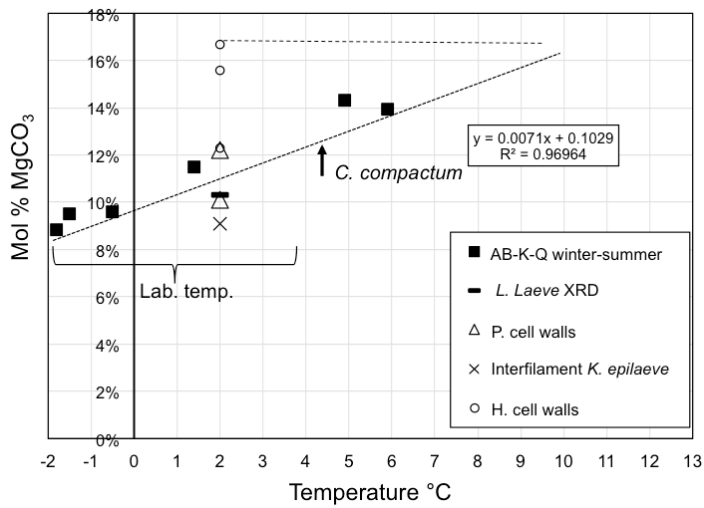 18%
16%
14%
12%
10%
8%
6%
4%
2%
0%
Mol % MgCO₃
-2 -1 0 1 2 3 4 5 6 7 8 9 10 11 12 13
Temperature °C
y = 0.0071x + 0.1029
R² = 0.96964
C. compactum
Lab. temp.
AB-K-Q winter-summer
L. Laeve XRD
P. cell walls
Interfilament K. epilaeve
H. cell walls